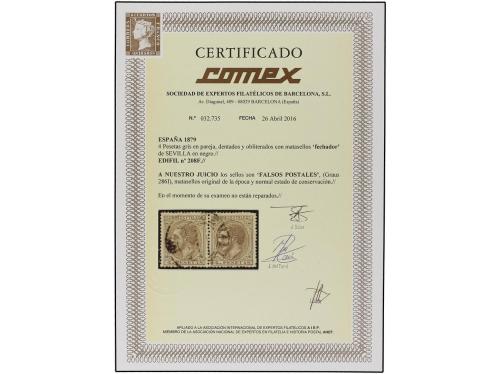 CERTIFICADO
comex
SOCIEDAD DE EXPERTOS FILATÉLICOS DE BARCELONA, S.L.
Av. Diagonal, 489 - 08029 BARCELONA (España)
N.º 032.735 FECHA 26 Abril 2016
ESPAÑA 1879
4 Pesetas gris en pareja, dentados y obliterados con matasellos 'fechador'
de SEVILLA en negro.//
EDIFIL nº 208F.//
A NUESTRO JUICIO los sellos son 'FALSOS POSTALES', (Graus
286I), matasellos original de la época y normal estado de conservación.//
En el momento de su examen no están reparados.//
AFILIADO A LA ASOCIACIÓN INTERNACIONAL DE EXPERTOS FILATÉLICOS A I E P.
MIEMBRO DE LA ASOCIACIÓN NACIONAL DE EXPERTOS EN FILATELIA E HISTORIA POSTAL